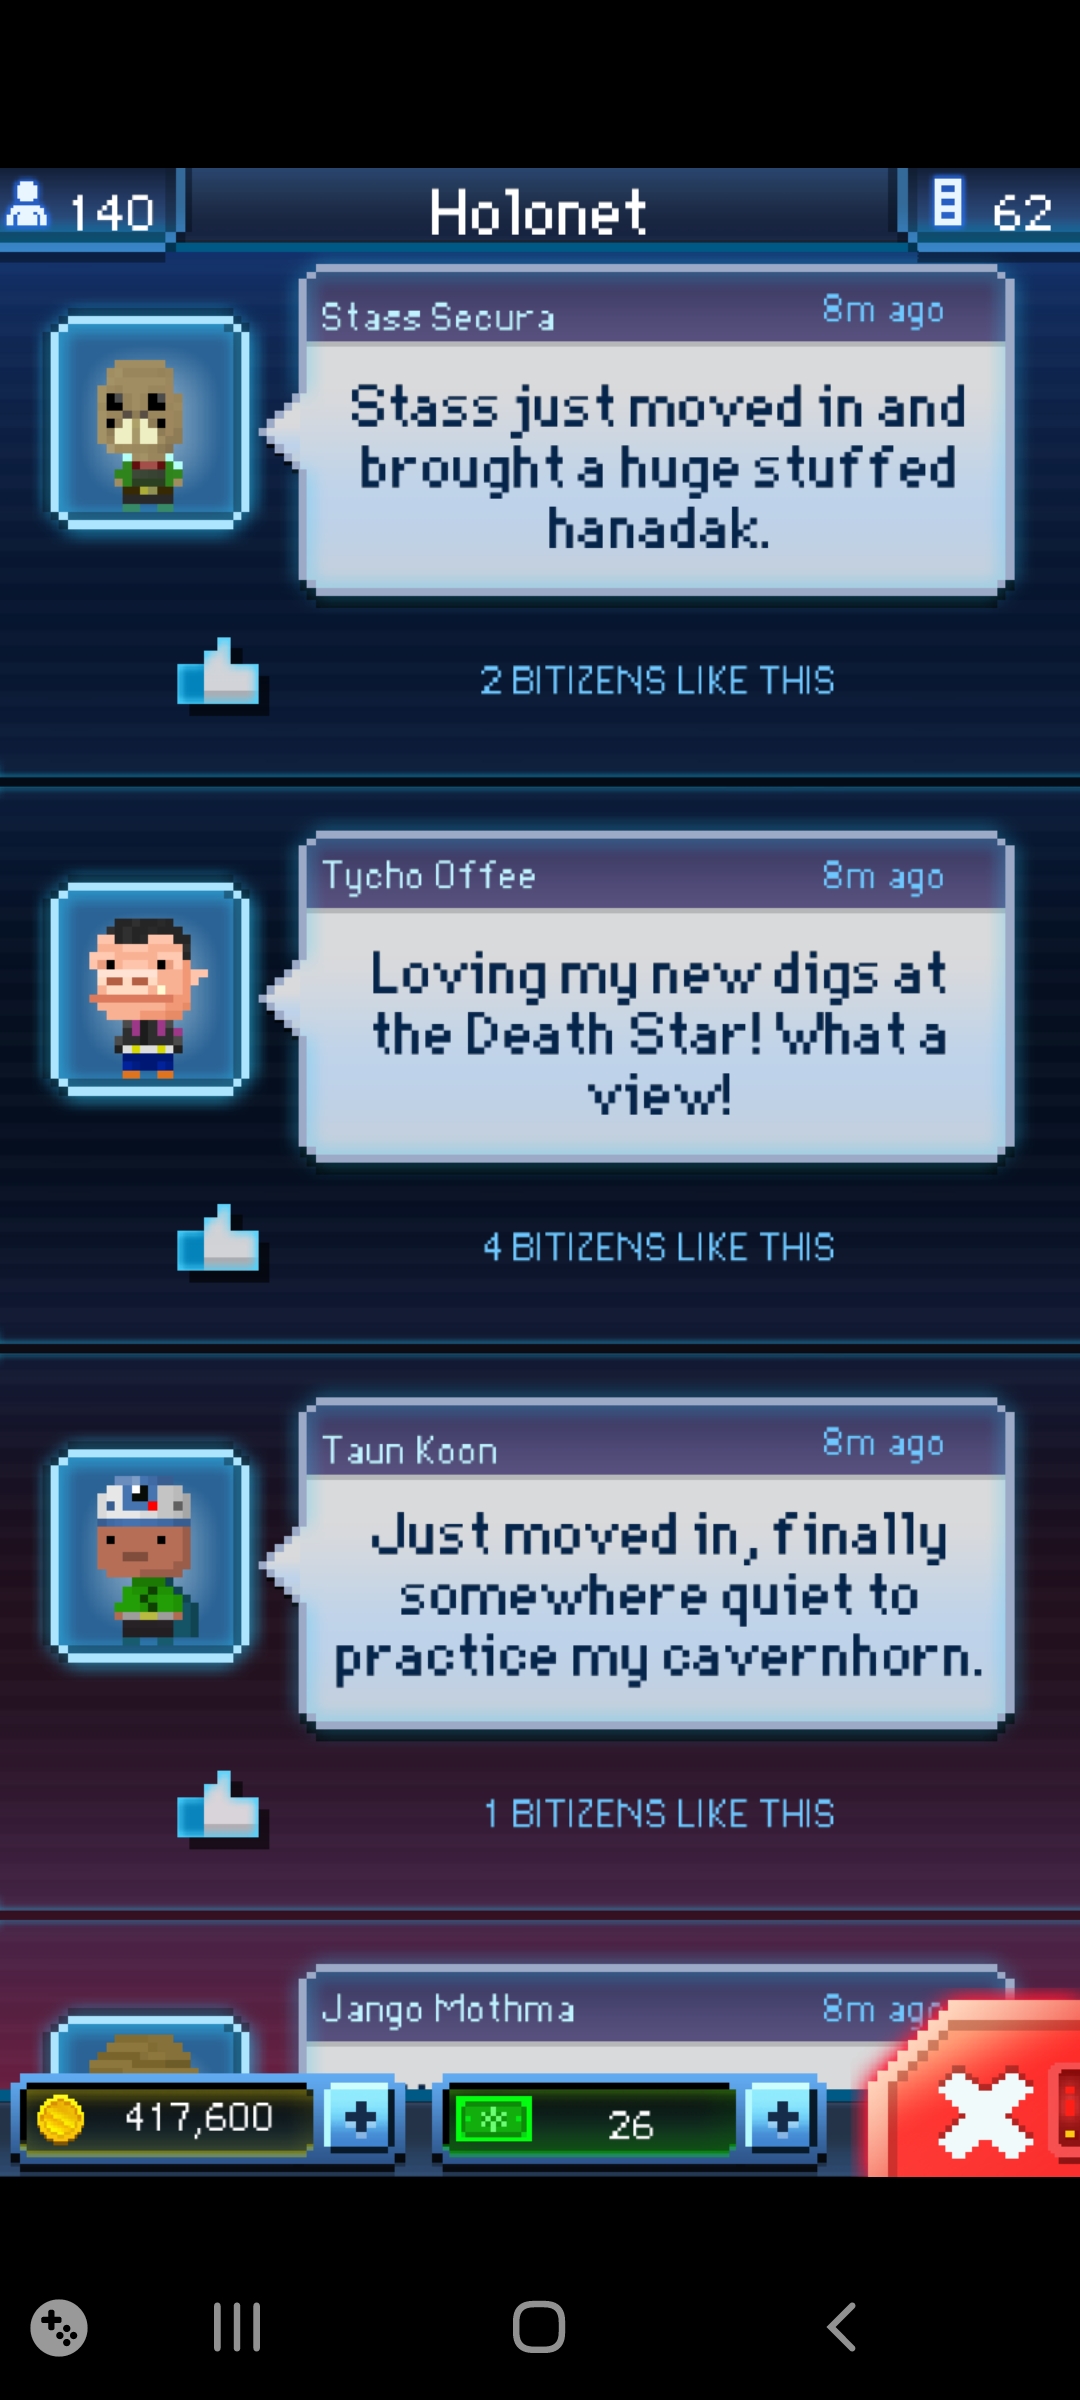 140
Holonet
62
Stass Secura
8m ago
Stass just moved in and
brought a huge stuffed
hanadak.
2 BITIZENS LIKE THIS
Tycho Offee
8m ago
Loving my new digs at
the Death Star! What a
view!
4 BITIZENS LIKE THIS
Taun Koon
8m ago
Just moved in, finally
somewhere quiet to
practice my cavernhorn.
1 BITIZENS LIKE THIS
Jango Mothma
8m ago
417,600
26